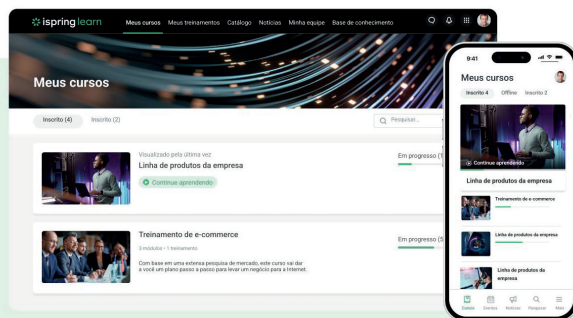 ispring learn
Meus cursos Meus treinamentos Catálogo Notícias Minha equipe Base de conhecimento
Meus cursos
Inscrito (4) Inscrito (2)
Pesquisar...
Visualizado pela última vez
Linha de produtos da empresa
Continue aprendendo
Em progresso (1
Treinamento de e-commerce
3 módulos • 1 treinamento
Com base em uma extensa pesquisa de mercado, este curso vai dar
a você um plano passo a passo para levar um negócio para a Internet.
Em progresso (5
9:41
Meus cursos
Inscrito 4 Offline Inscrito 2
Continue aprendendo
Linha de produtos da empresa
Treinamento de e-commerce
Linha de produtos da empresa
Linha de podutos da
empresa
Cursos Eventos Notícias Pesquisar Mais